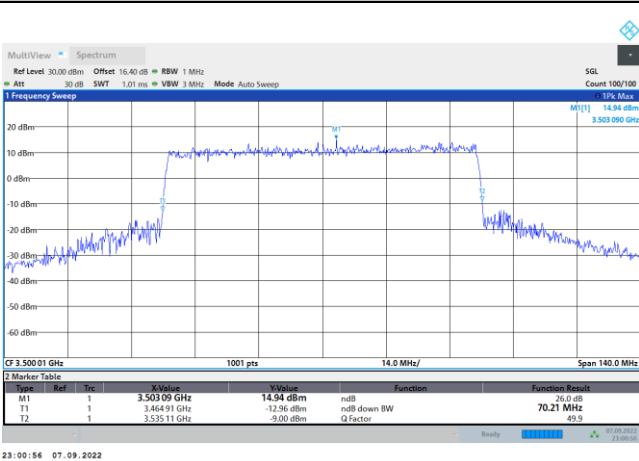 MultiView Spectrum
Ref Level 30.00 dBm Offset 16.40 dB RBW 1 MHz SGL
Att 30 dB SWT 1.01 ms VBW 3 MHz Mode Auto Sweep Count 100/100
1 Frequency Sweep 1Pk Max
M1[1] 14.94 dBm
3.503 090 GHz
20 dBm
M1
10 dBm
0 dBm
-10 dBm
T1
T2
-20 dBm
-30 dBm
-40 dBm
-50 dBm
-60 dBm
CF 3.500 01 GHz 1001 pts 14.0 MHz/ Span 140.0 MHz
2 Marker Table
Type Ref Trc X-Value Y-Value Function Function Result
M1 1 3.503 09 GHz 14.94 dBm ndB 26.0 dB
T1 1 3.464 91 GHz -12.96 dBm ndB down BW 70.21 MHz
T2 1 3.535 11 GHz -9.00 dBm Q Factor 49.9
Ready 07.09.2022
23:00:56
23:00:56 07.09.2022